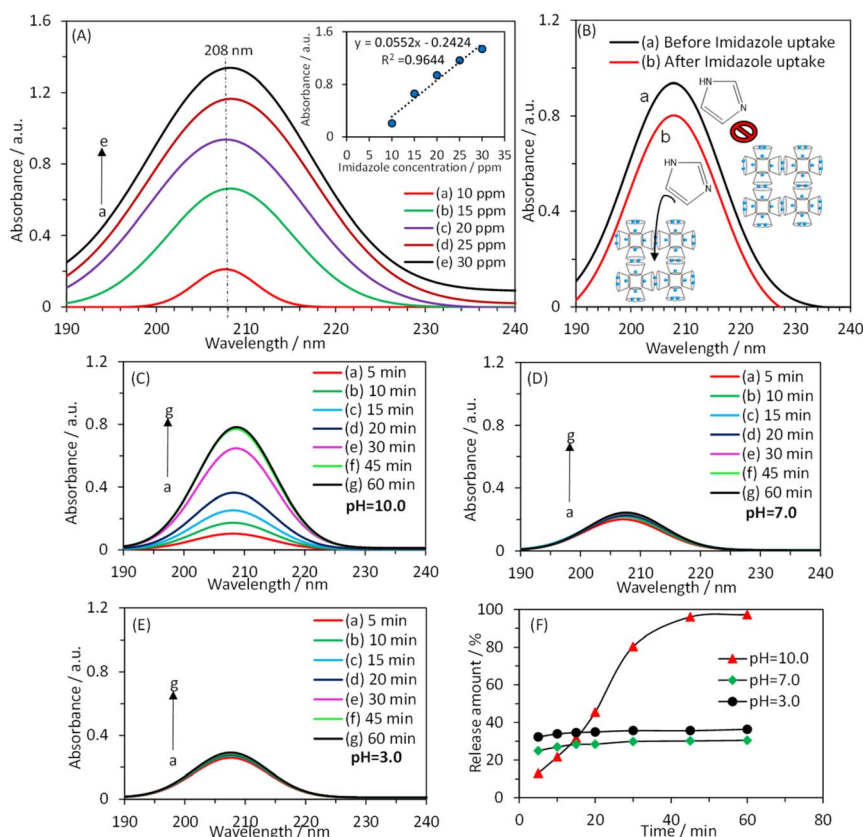 (A)
208 nm
y = 0.0552x - 0.2424
R² =0.9644
Absorbance / a.u.
1.6
0.8
0
0 5 10 15 20 25 30 35
Imidazole concentration / ppm
e
a
(a) 10 ppm
(b) 15 ppm
(c) 20 ppm
(d) 25 ppm
(e) 30 ppm
Absorbance / a.u.
1.6
1.2
0.8
0.4
0
190 200 210 220 230 240
Wavelength / nm
(B)
(a) Before Imidazole uptake
(b) After Imidazole uptake
a
b
HN
N
HN
N
Absorbance / a.u.
1.2
0.8
0.4
0
190 200 210 220 230 240
Wavelength / nm
(C)
(a) 5 min
(b) 10 min
(c) 15 min
(d) 20 min
(e) 30 min
(f) 45 min
(g) 60 min
pH=10.0
g
a
Absorbance / a.u.
1.2
0.8
0.4
0
190 200 210 220 230 240
Wavelength / nm
(D)
(a) 5 min
(b) 10 min
(c) 15 min
(d) 20 min
(e) 30 min
(f) 45 min
(g) 60 min
pH=7.0
g
a
Absorbance / a.u.
1.2
0.8
0.4
0
190 200 210 220 230 240
Wavelength / nm
(E)
(a) 5 min
(b) 10 min
(c) 15 min
(d) 20 min
(e) 30 min
(f) 45 min
(g) 60 min
pH=3.0
g
a
Absorbance / a.u.
1.2
0.8
0.4
0
190 200 210 220 230 240
Wavelength / nm
(F)
pH=10.0
pH=7.0
pH=3.0
Release amount / %
100
80
60
40
20
0
0 20 40 60 80
Time / min